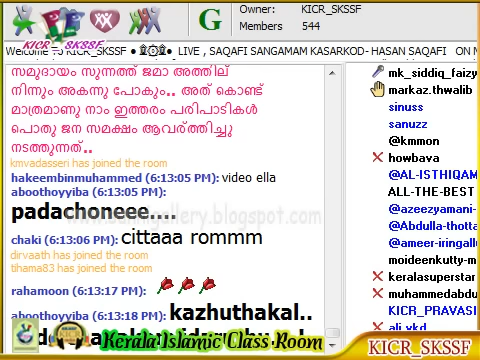 Owner: KICR_SKSSF
Members 544
G
KICR_SKSSF
Welcome To KICR_SKSSF LIVE , SAQAFI SANGAMAM KASARKOD- HASAN SAQAFI ON
സമുദായം സുന്നത്ത് ജമാ അത്തില്
നിന്നും അകന്നു പോകും.. അത് കൊണ്ട്
മാത്രമാണു നാം ഇത്തരം പരിപാടികള്‍
പൊതു ജന സമക്ഷം ആവര്‍ത്തിച്ചു
നടത്തുന്നത്..
kmvadasseri has joined the room
hakeembinmuhammed (6:13:05 PM): video ella
aboothoyyiba (6:13:05 PM):
padachoneee....
chaki (6:13:06 PM): cittaaa rommm
dirvaath has joined the room
tihama83 has joined the room
rahamoon (6:13:17 PM):
aboothoyyiba (6:13:18 PM): kazhuthakal..
mk_siddiq_faizy
markaz.thwalib
sinuss
sanuzz
@kmmon
howbava
@AL-ISTHIQAM
ALL-THE-BEST
@azeezyamani-
@Abdulla-thotta
@ameer-iringall
moideenkutty-m
keralasuperstar
muhammedabdu
KICR_PRAVASI
ali.vkd
Kerala Islamic Class Room
KICR_SKSSF